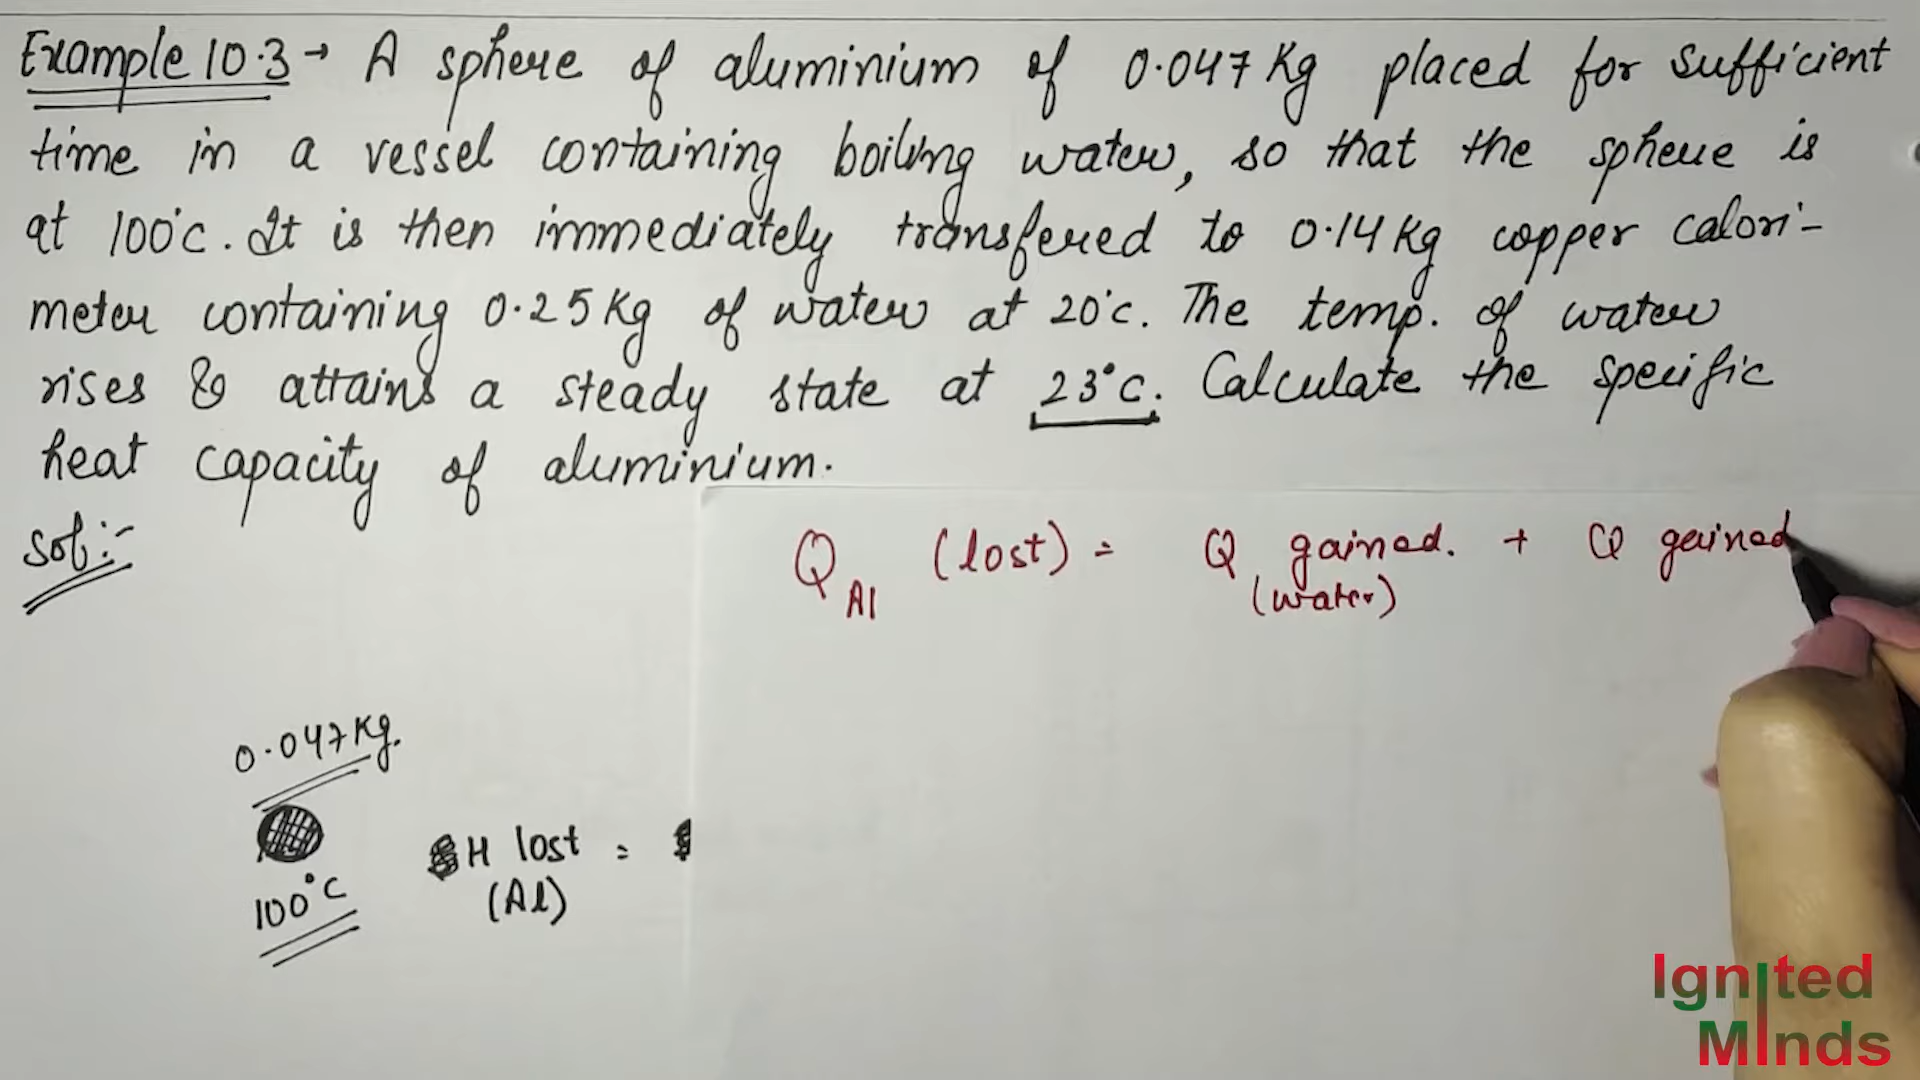 Example 10.3 → A sphere of aluminium of 0.047 Kg placed for sufficient
time in a vessel containing boiling water, so that the sphere is
at 100°C. It is then immediately transfered to 0.14 Kg copper calori-
meter containing 0.25 Kg of water at 20°C. The temp. of water
rises & attains a steady state at 23°C. Calculate the specific
heat capacity of aluminium.
Sol:-
Q Al (lost) = Q gained. + Q gained
(water)
0.047 Kg.
100°C
H lost =
(Al)
Ignited
Minds